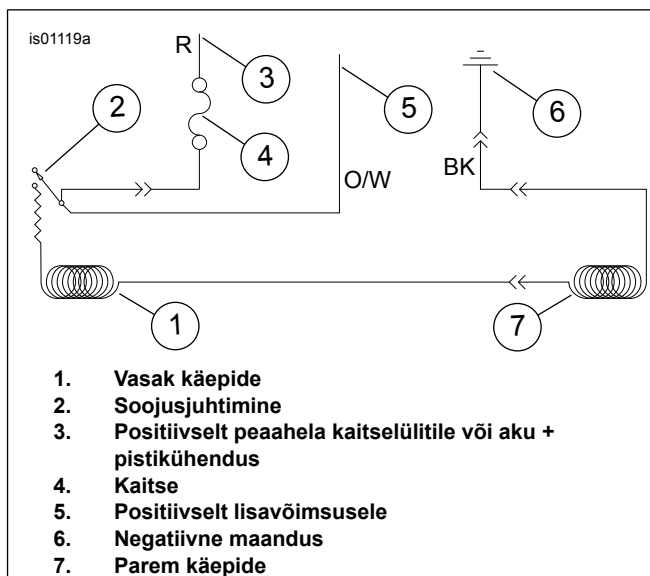 is01119a
R
3
2
4
5
6
O/W
BK
1
7
1. Vasak käepide
2. Soojusjuhtimine
3. Positiivselt peaahela kaitselülitile või aku +
pistikühendus
4. Kaitse
5. Positiivselt lisavõimsusele
6. Negatiivne maandus
7. Parem käepide